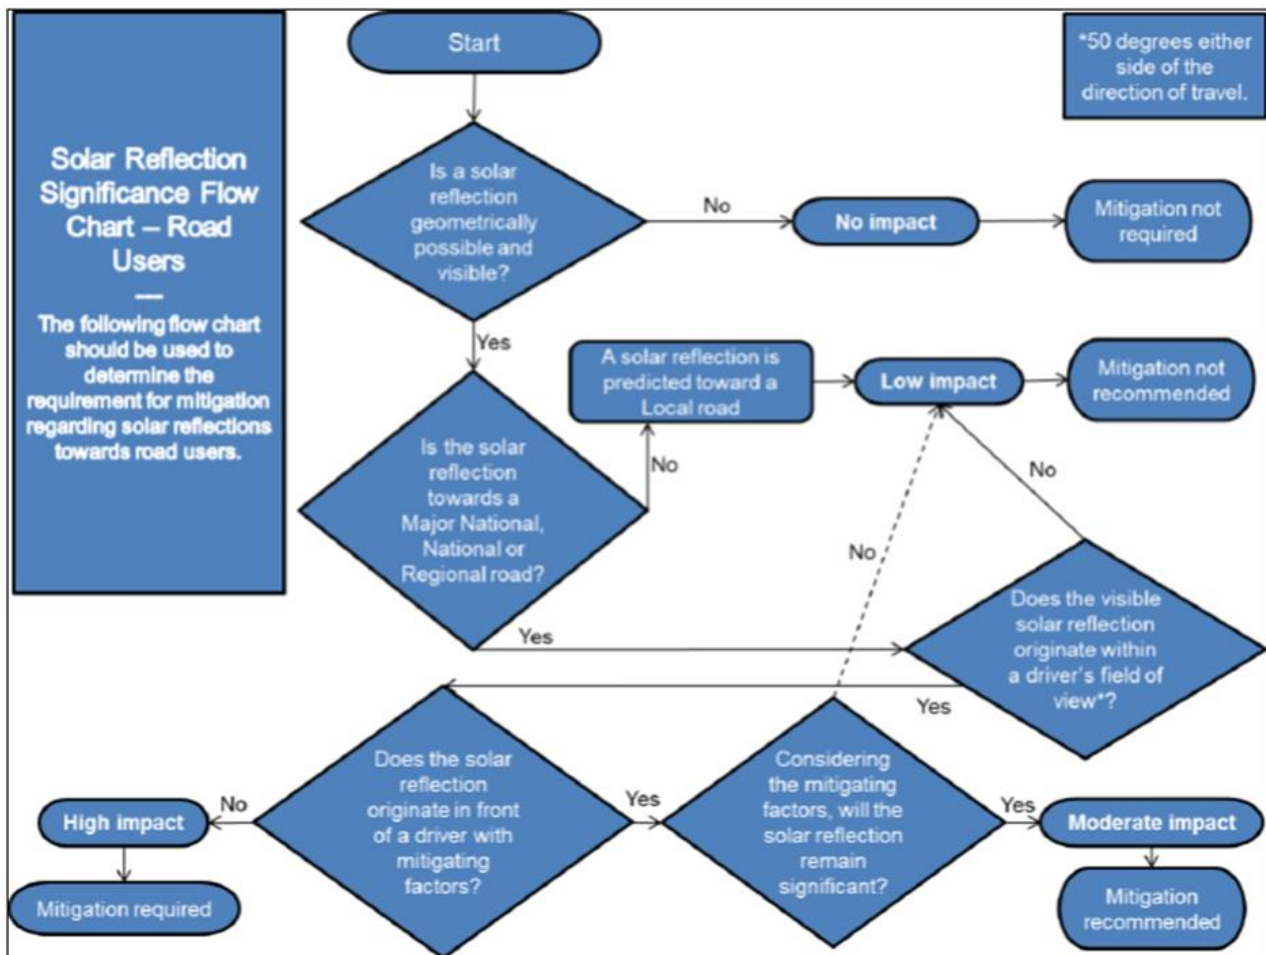 Solar Reflection
Significance Flow
Chart – Road
Users
---
The following flow chart
should be used to
determine the
requirement for mitigation
regarding solar reflections
towards road users.
Start
*50 degrees either
side of the
direction of travel.
Is a solar
reflection
geometrically
possible and
visible?
No
No impact
Mitigation not
required
Yes
A solar reflection is
predicted toward a
Local road
Low impact
Mitigation not
recommended
Is the solar
reflection
towards a
Major National,
National or
Regional road?
No
No
No
Yes
Does the visible
solar reflection
originate within
a driver's field of
view*?
Yes
Does the solar
reflection
originate in front
of a driver with
mitigating
factors?
No
High impact
Mitigation required
Yes
Considering
the mitigating
factors, will the
solar reflection
remain
significant?
Yes
Moderate impact
Mitigation
recommended